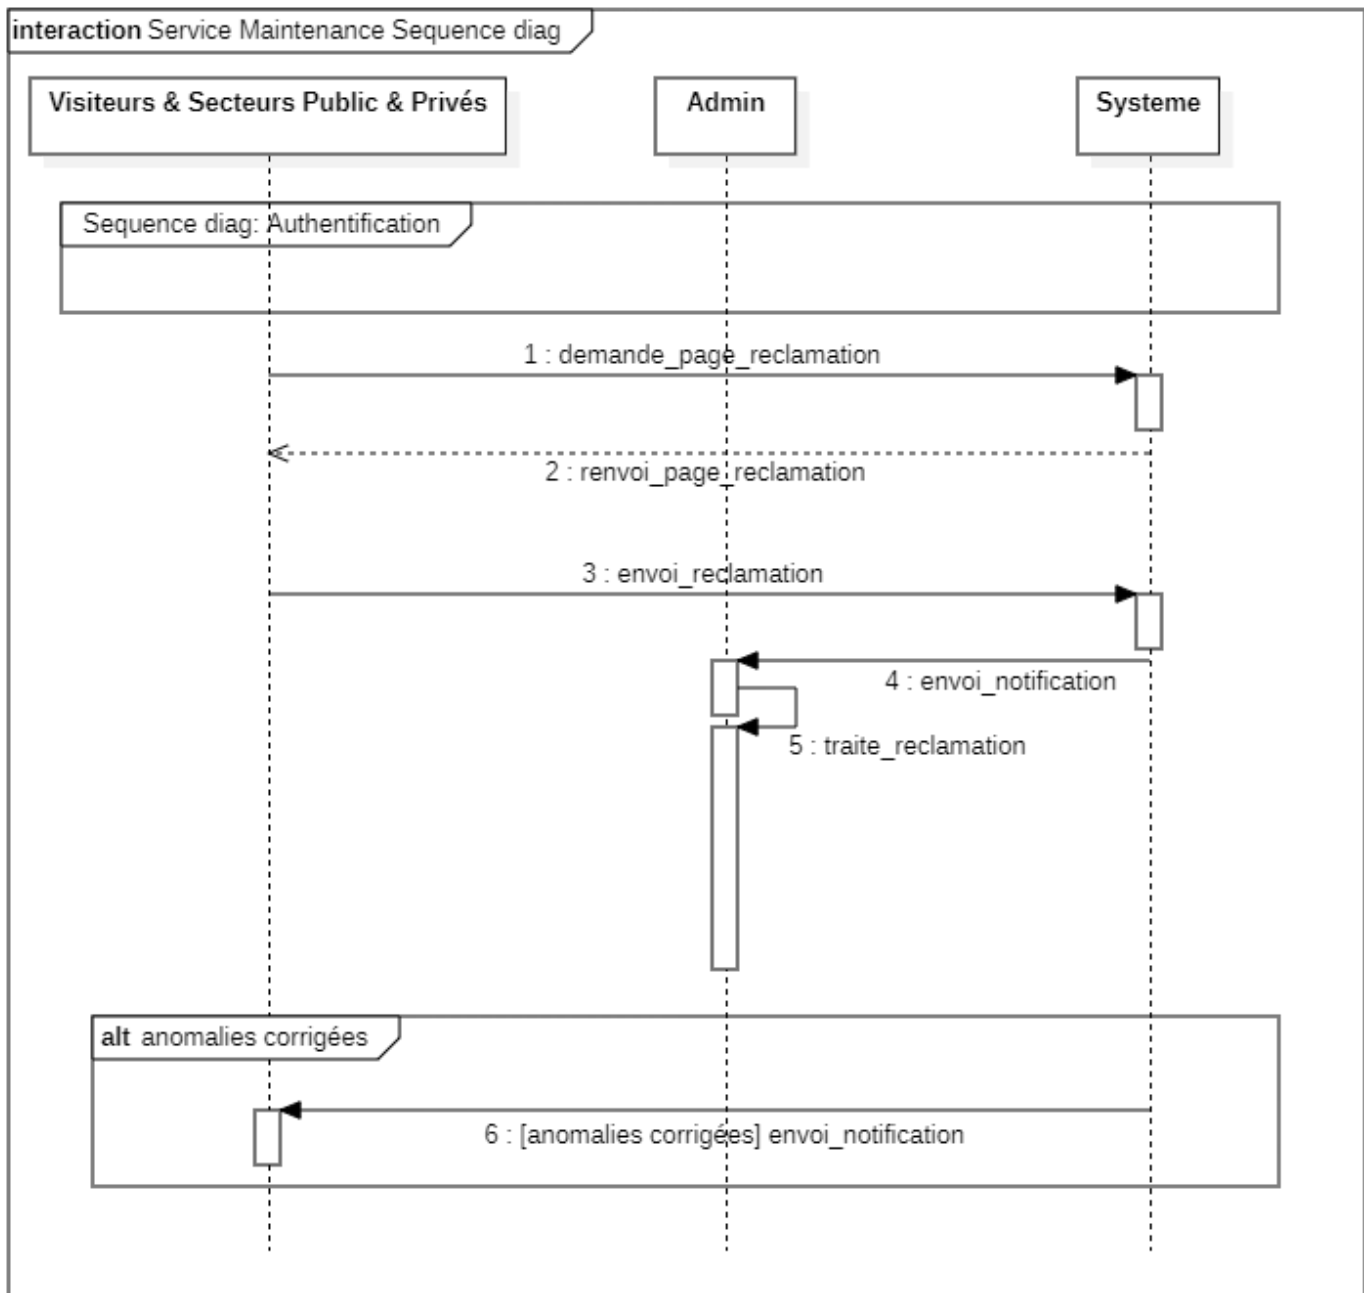 interaction Service Maintenance Sequence diag
Visiteurs & Secteurs Public & Privés
Admin
Systeme
Sequence diag: Authentification
1 : demande_page_reclamation
2 : renvoi_page_reclamation
3 : envoi_reclamation
4 : envoi_notification
5 : traite_reclamation
alt anomalies corrigées
6 : [anomalies corrigées] envoi_notification